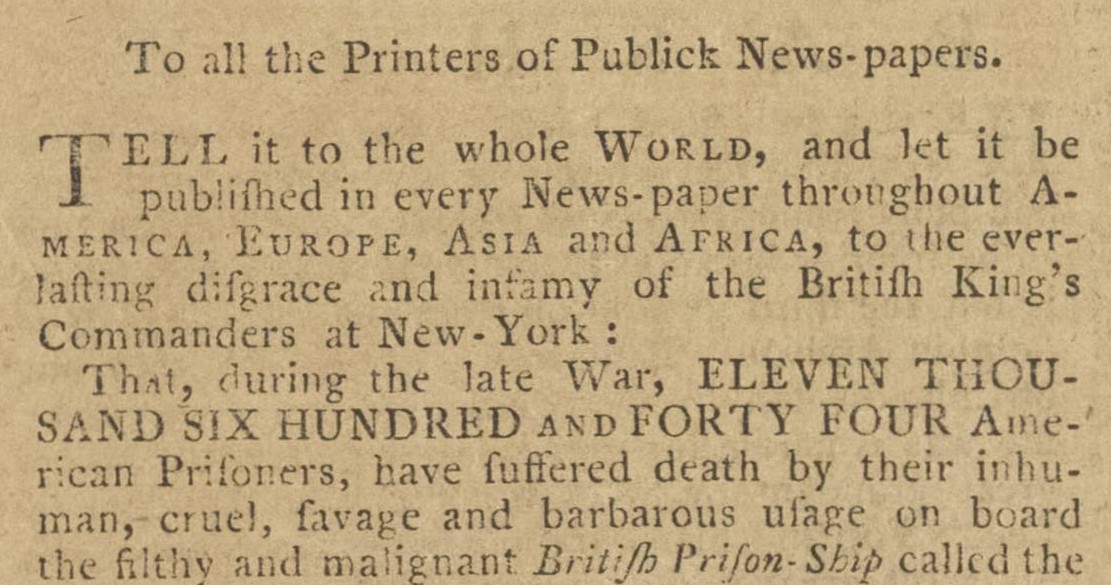 To all the Printers of Publick News-papers.
TELL it to the whole WORLD, and let it be
publiſhed in every News-paper throughout A-
MERICA, EUROPE, ASIA and AFRICA, to the ever-
laſting diſgrace and infamy of the Britiſh King's
Commanders at New-York :
That, during the late War, ELEVEN THOU-
SAND SIX HUNDRED AND FORTY FOUR Ame-
rican Priſoners, have ſuffered death by their inhu-
man, cruel, ſavage and barbarous uſage on board
the filthy and malignant Britiſh Priſon-Ship called the